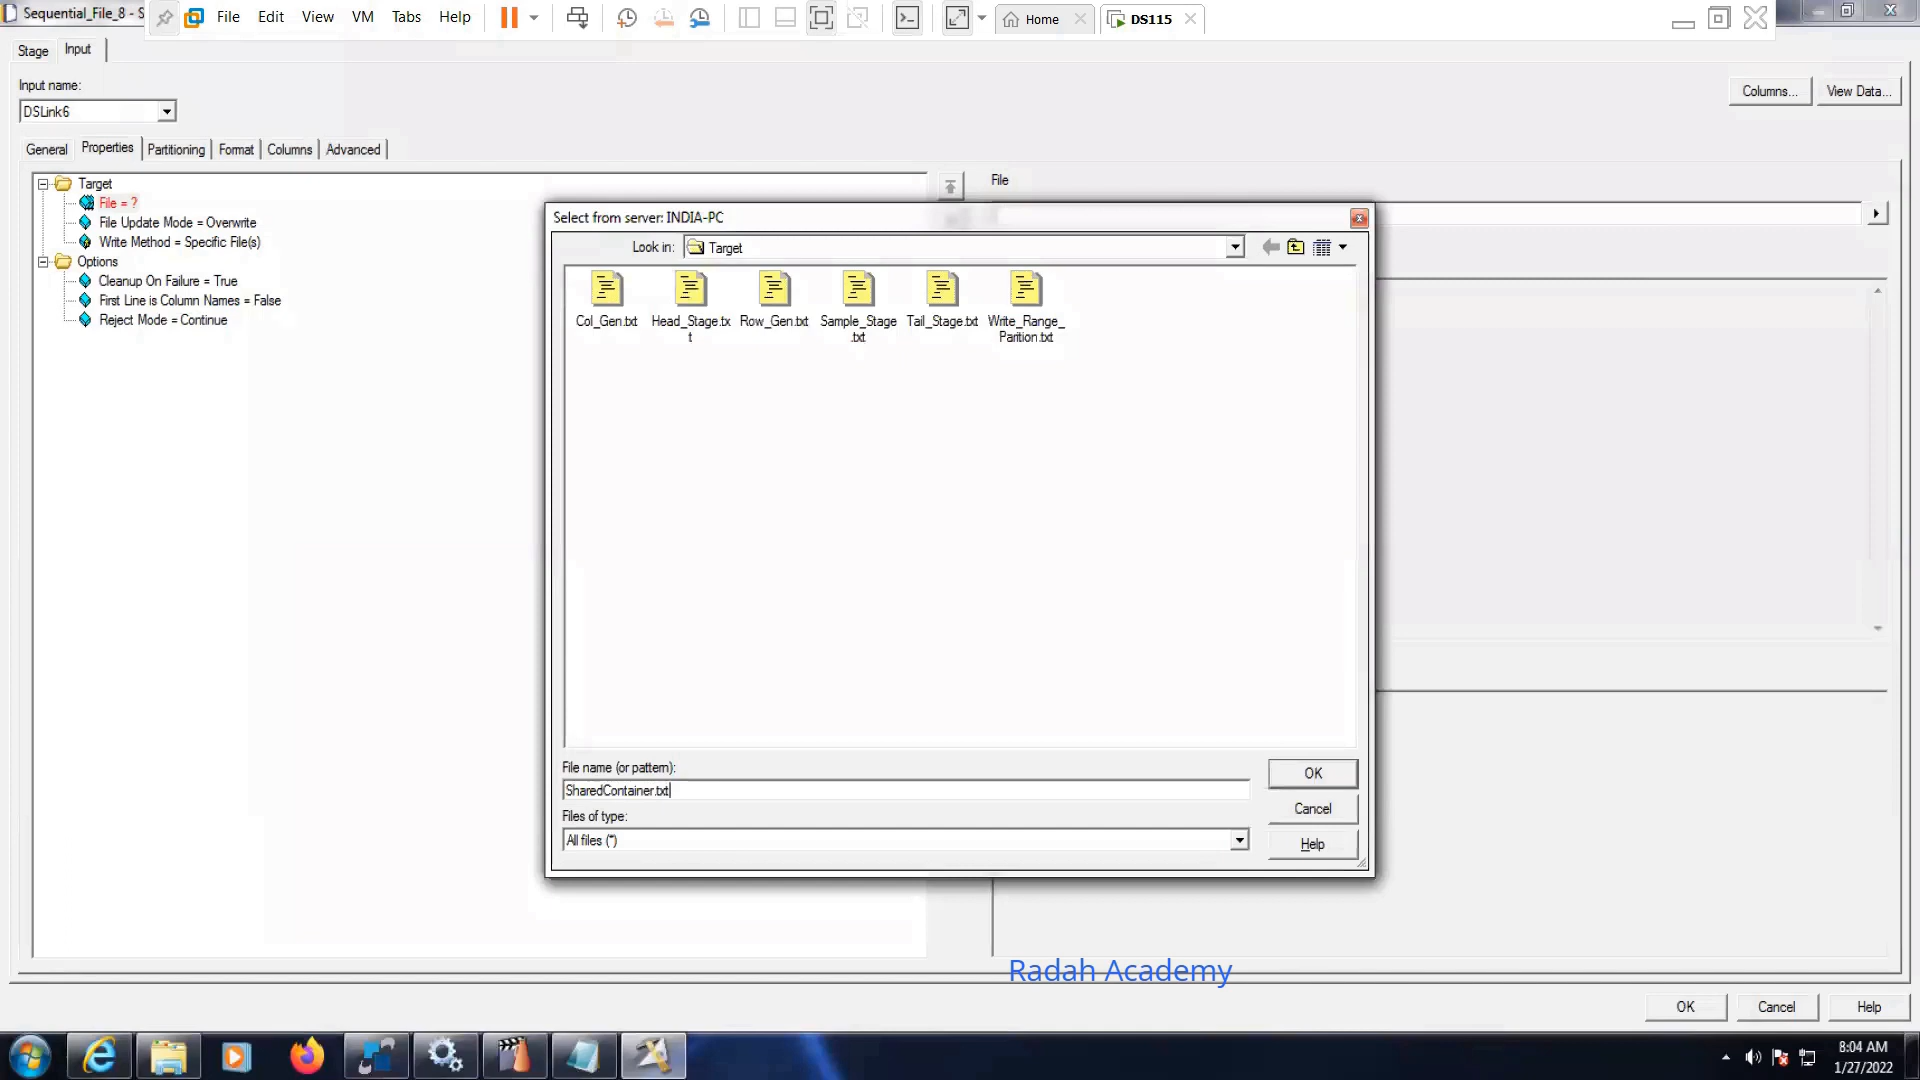 Sequential_File_8 - S
File Edit View VM Tabs Help
Home
DS115
Stage
Input
Input name:
DSLink6
Columns...
View Data...
General
Properties
Partitioning
Format
Columns
Advanced
Target
File = ?
File Update Mode = Overwrite
Write Method = Specific File(s)
Options
Cleanup On Failure = True
First Line is Column Names = False
Reject Mode = Continue
File
Select from server: INDIA-PC
Look in:
Target
Col_Gen.txt
Head_Stage.tx
t
Row_Gen.txt
Sample_Stage
.txt
Tail_Stage.txt
Write_Range_
Parition.txt
File name (or pattern):
SharedContainer.txt
Files of type:
All files (*)
OK
Cancel
Help
Radah Academy
OK
Cancel
Help
8:04 AM
1/27/2022